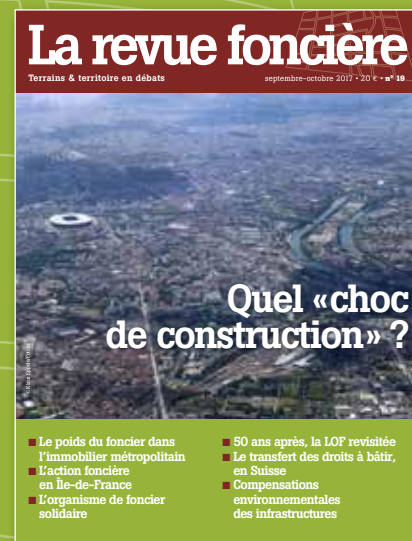 La revue foncière
Terrains & territoire en débats
septembre-octobre 2017 • 20 € • n° 19
Quel «choc
de construction» ?
■ Le poids du foncier dans
l'immobilier métropolitain
■ L'action foncière
en Île-de-France
■ L'organisme de foncier
solidaire
■ 50 ans après, la LOF revisitée
■ Le transfert des droits à bâtir,
en Suisse
■ Compensations
environnementales
des infrastructures